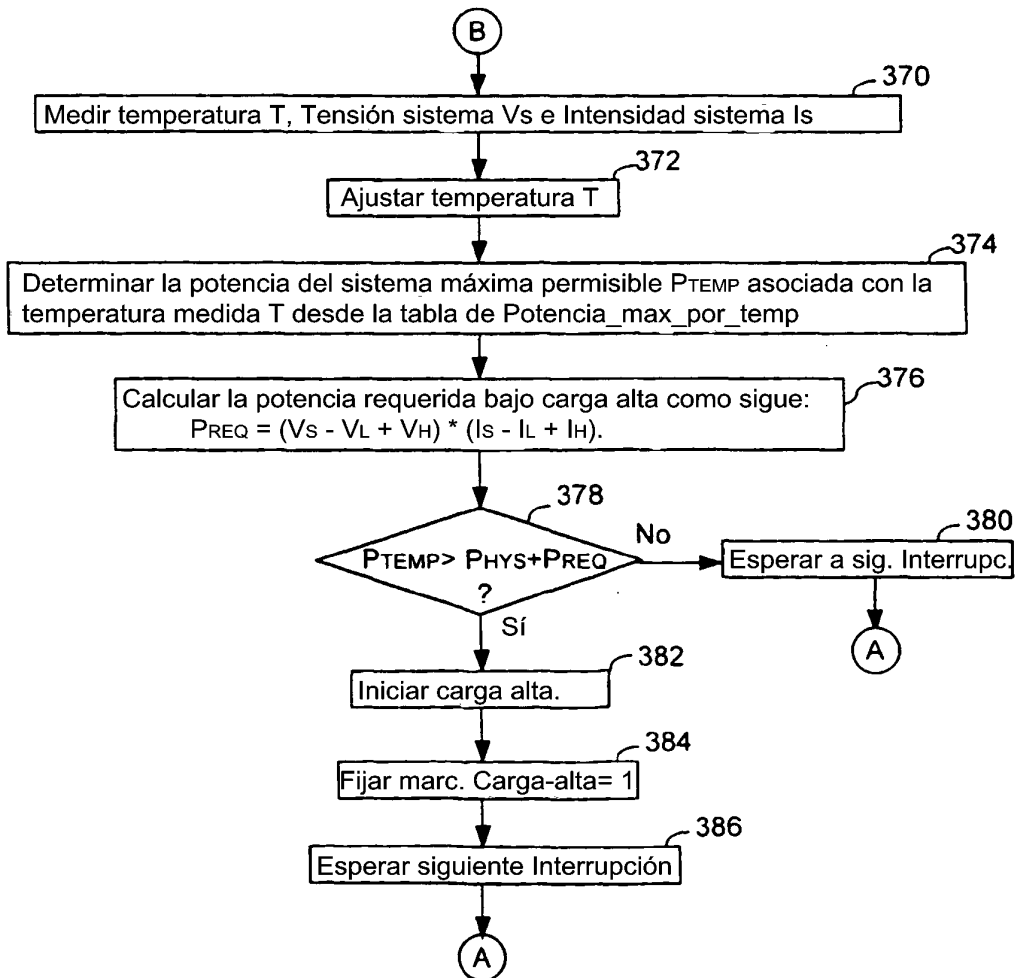 B
370
Medir temperatura T, Tensión sistema Vs e Intensidad sistema Is
372
Ajustar temperatura T
374
Determinar la potencia del sistema máxima permisible PTEMP asociada con la
temperatura medida T desde la tabla de Potencia_max_por_temp
376
Calcular la potencia requerida bajo carga alta como sigue:
PREQ = (VS - VL + VH) * (IS - IL + IH).
378
PTEMP> PHYS+PREQ
?
No
380
Esperar a sig. Interrupc.
A
Sí
382
Iniciar carga alta.
384
Fijar marc. Carga-alta= 1
386
Esperar siguiente Interrupción
A